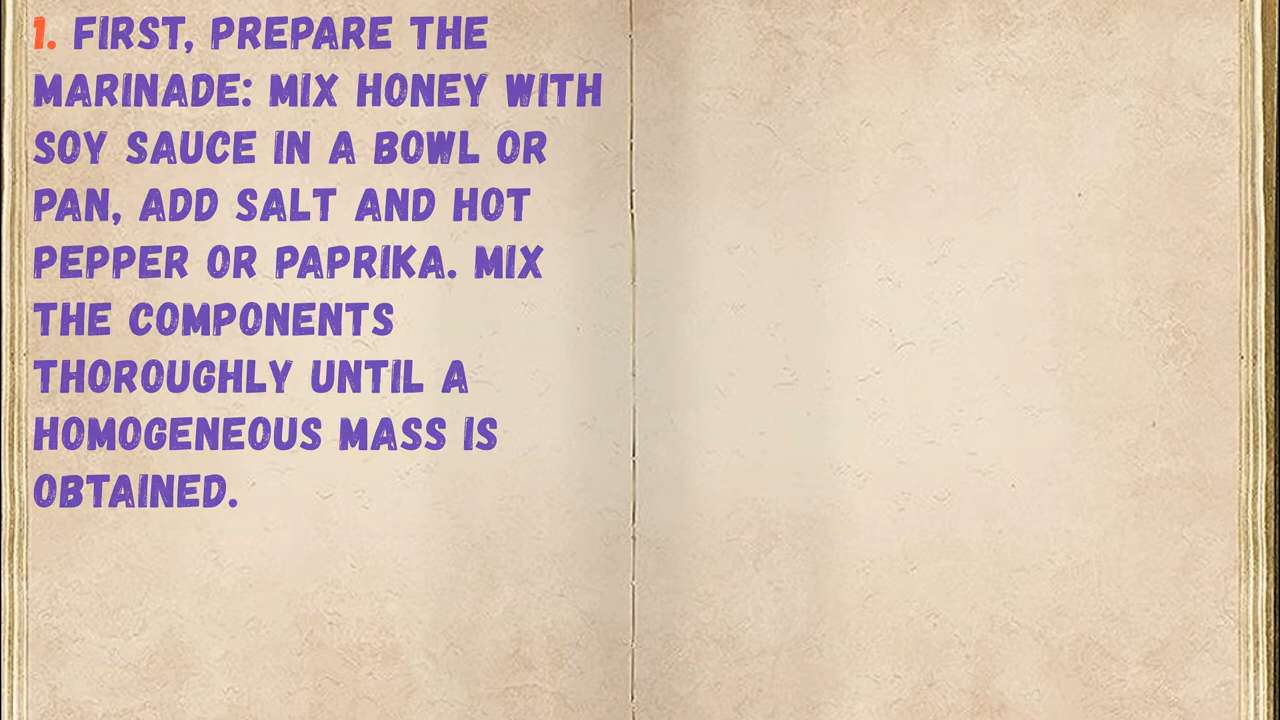 1. FIRST, PREPARE THE
MARINADE: MIX HONEY WITH
SOY SAUCE IN A BOWL OR
PAN, ADD SALT AND HOT
PEPPER OR PAPRIKA. MIX
THE COMPONENTS
THOROUGHLY UNTIL A
HOMOGENEOUS MASS IS
OBTAINED.